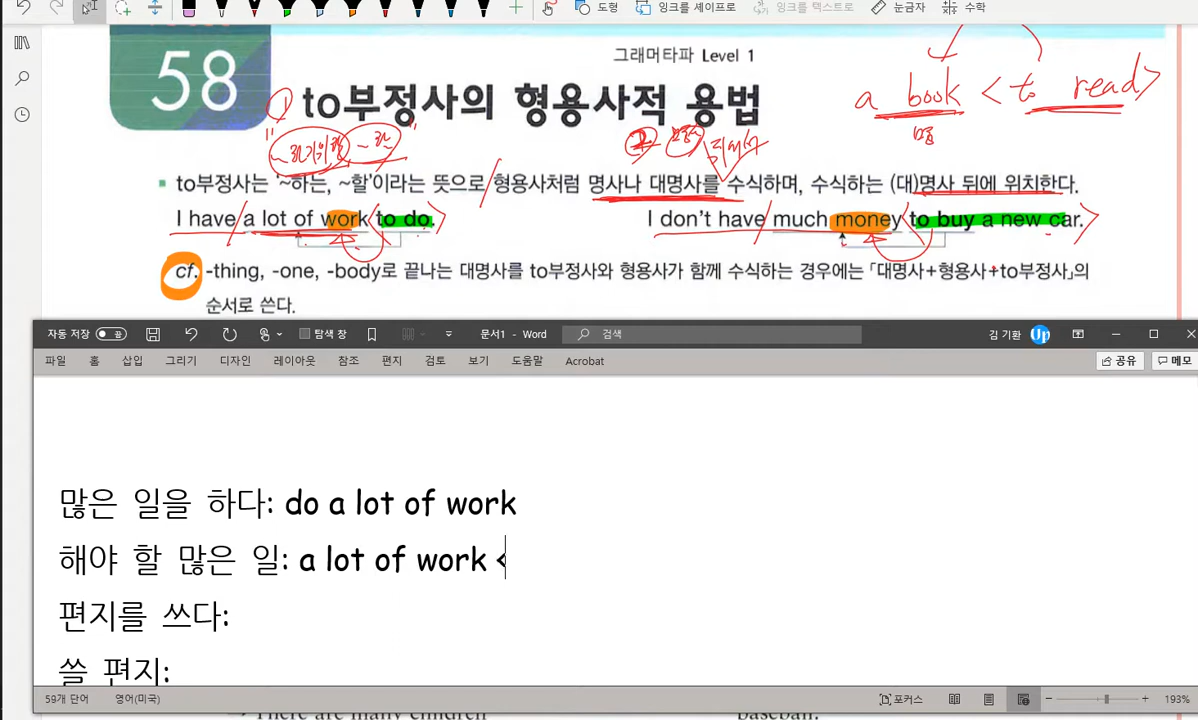 도형 잉크를 셰이프로 잉크를 텍스트로 눈금자 수학
그래머타파 Level 1
58
to부정사의 형용사적 용법
a book < to read >
to부정사는 '~하는, ~할'이라는 뜻으로 형용사처럼 명사나 대명사를 수식하며, 수식하는 (대)명사 뒤에 위치한다.
I have a lot of work to do. I don't have much money to buy a new car.
cf. -thing, -one, -body로 끝나는 대명사를 to부정사와 형용사가 함께 수식하는 경우에는 「대명사+형용사+to부정사」의
순서로 쓴다.
자동 저장 끔 탐색 창 문서1 - Word 검색 김 기환 Up
파일 홈 삽입 그리기 디자인 레이아웃 참조 편지 검토 보기 도움말 Acrobat 공유 메모
많은 일을 하다: do a lot of work
해야 할 많은 일: a lot of work <
편지를 쓰다:
쓸 편지:
59개 단어 영어(미국) 포커스 193%
There are many children baseball.